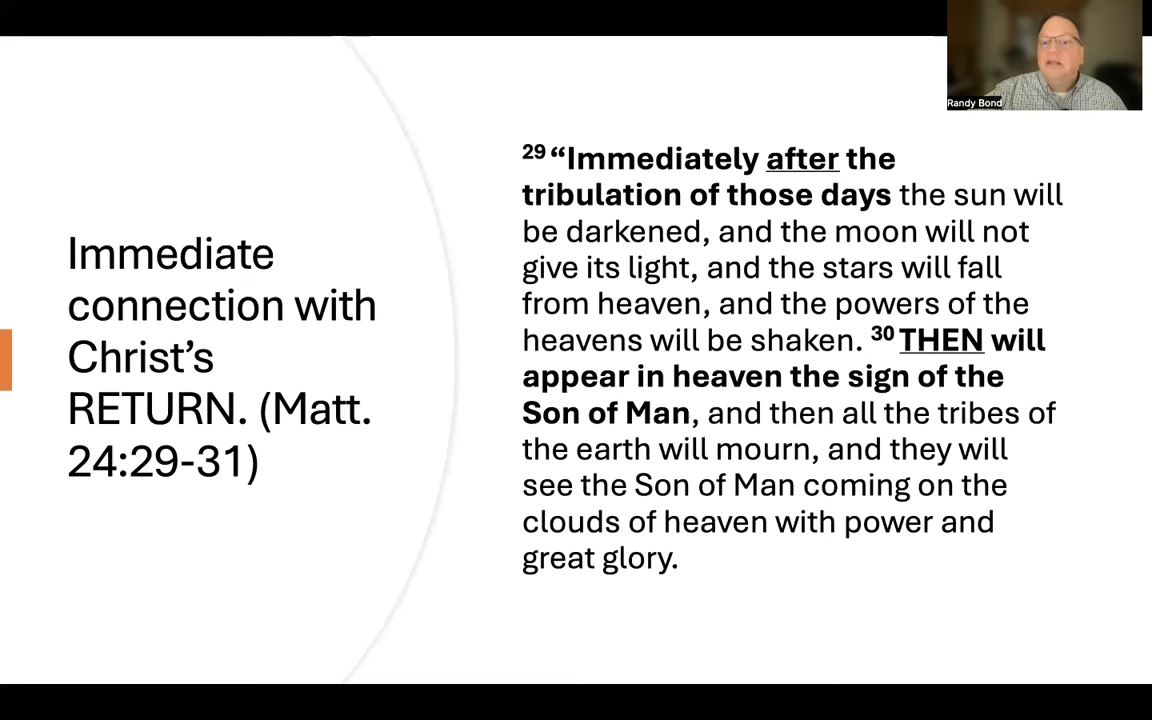 Randy Bond
Immediate
connection with
Christ’s
RETURN. (Matt.
24:29-31)
29 “Immediately after the
tribulation of those days the sun will
be darkened, and the moon will not
give its light, and the stars will fall
from heaven, and the powers of the
heavens will be shaken. 30 THEN will
appear in heaven the sign of the
Son of Man, and then all the tribes of
the earth will mourn, and they will
see the Son of Man coming on the
clouds of heaven with power and
great glory.